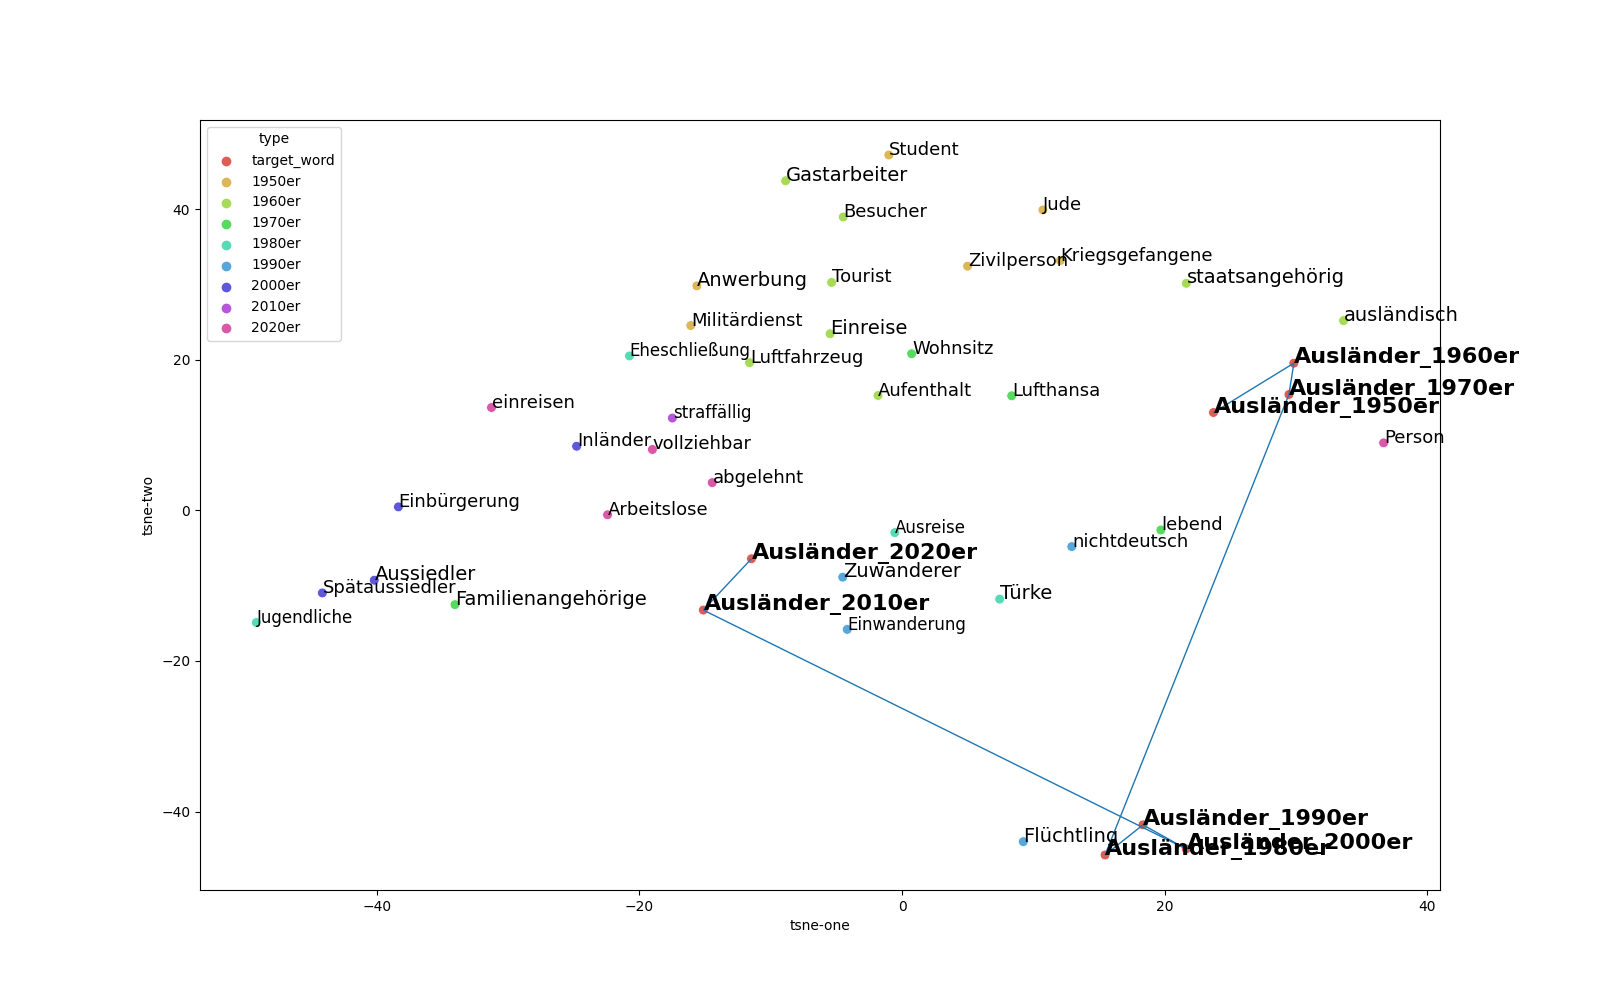 type
target_word
1950er
1960er
1970er
1980er
1990er
2000er
2010er
2020er
Student
Gastarbeiter
Besucher
Jude
Zivilperson
Kriegsgefangene
Anwerbung
Tourist
staatsangehörig
Militärdienst
Einreise
ausländisch
Eheschließung
Luftfahrzeug
Wohnsitz
Ausländer_1960er
einreisen
straffällig
Aufenthalt
Lufthansa
Ausländer_1970er
Ausländer_1950er
Inländer
vollziehbar
Person
abgelehnt
Einbürgerung
Arbeitslose
Ausreise
lebend
nichtdeutsch
Ausländer_2020er
Aussiedler
Zuwanderer
Spätaussiedler
Familienangehörige
Ausländer_2010er
Türke
Jugendliche
Einwanderung
Ausländer_1990er
Flüchtling
Ausländer_2000er
Ausländer_1980er
40
20
0
−20
−40
tsne-two
−40
−20
0
20
40
tsne-one